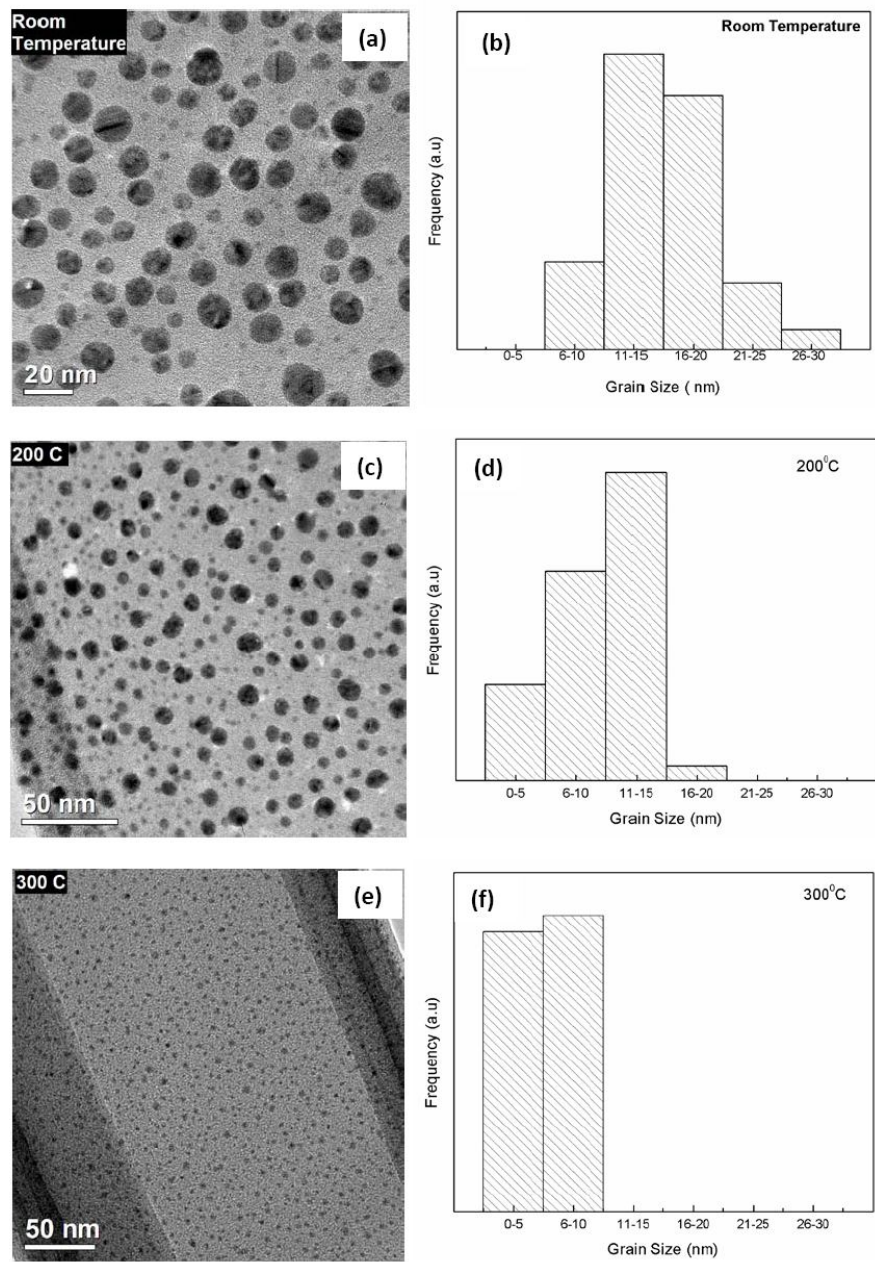 Room
Temperature
(a)
20 nm
(b)
Room Temperature
Frequency (a.u)
0-5 6-10 11-15 16-20 21-25 26-30
Grain Size ( nm)
200 C
(c)
50 nm
(d)
200⁰C
Frequency (a.u)
0-5 6-10 11-15 16-20 21-25 26-30
Grain Size (nm)
300 C
(e)
50 nm
(f)
300⁰C
Frequency (a.u)
0-5 6-10 11-15 16-20 21-25 26-30
Grain Size (nm)